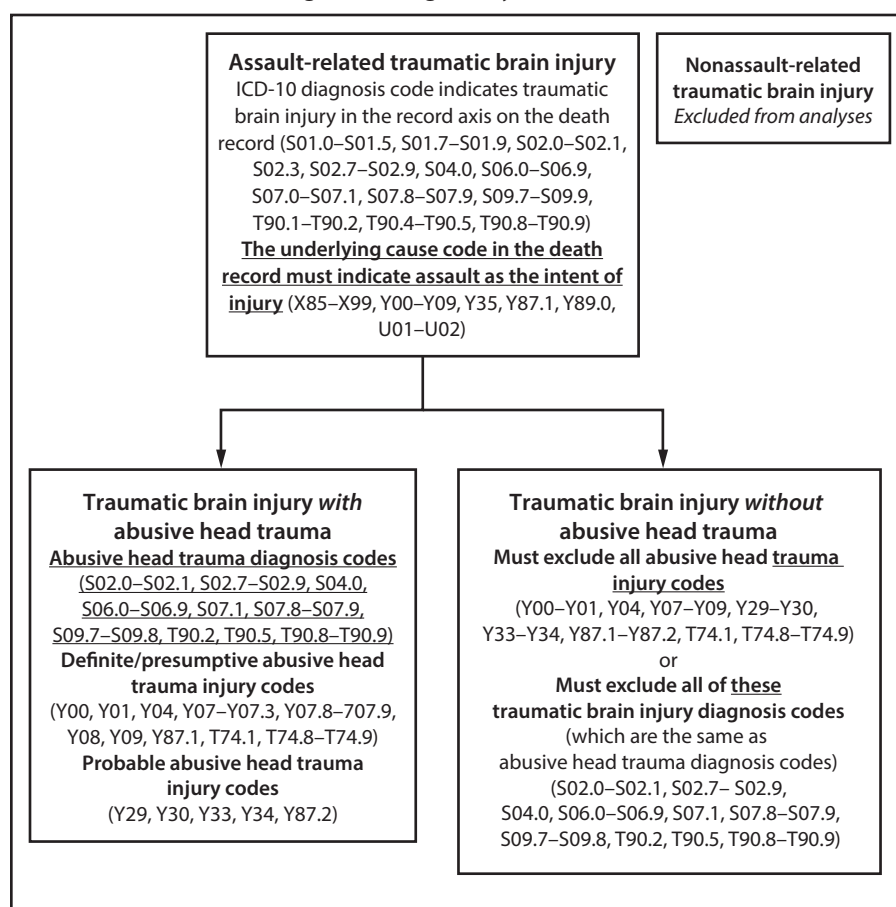 Assault-related traumatic brain injury
ICD-10 diagnosis code indicates traumatic
brain injury in the record axis on the death
record (S01.0–S01.5, S01.7–S01.9, S02.0–S02.1,
S02.3, S02.7–S02.9, S04.0, S06.0–S06.9,
S07.0–S07.1, S07.8–S07.9, S09.7–S09.9,
T90.1–T90.2, T90.4–T90.5, T90.8–T90.9)
The underlying cause code in the death
record must indicate assault as the intent of
injury (X85–X99, Y00–Y09, Y35, Y87.1, Y89.0,
U01–U02)
Nonassault-related
traumatic brain injury
Excluded from analyses
Traumatic brain injury with
abusive head trauma
Abusive head trauma diagnosis codes
(S02.0–S02.1, S02.7–S02.9, S04.0,
S06.0–S06.9, S07.1, S07.8–S07.9,
S09.7–S09.8, T90.2, T90.5, T90.8–T90.9)
Definite/presumptive abusive head
trauma injury codes
(Y00, Y01, Y04, Y07–Y07.3, Y07.8–707.9,
Y08, Y09, Y87.1, T74.1, T74.8–T74.9)
Probable abusive head trauma
injury codes
(Y29, Y30, Y33, Y34, Y87.2)
Traumatic brain injury without
abusive head trauma
Must exclude all abusive head trauma
injury codes
(Y00–Y01, Y04, Y07–Y09, Y29–Y30,
Y33–Y34, Y87.1–Y87.2, T74.1, T74.8–T74.9)
or
Must exclude all of these
traumatic brain injury diagnosis codes
(which are the same as
abusive head trauma diagnosis codes)
(S02.0–S02.1, S02.7– S02.9,
S04.0, S06.0–S06.9, S07.1, S07.8–S07.9,
S09.7–S09.8, T90.2, T90.5, T90.8–T90.9)